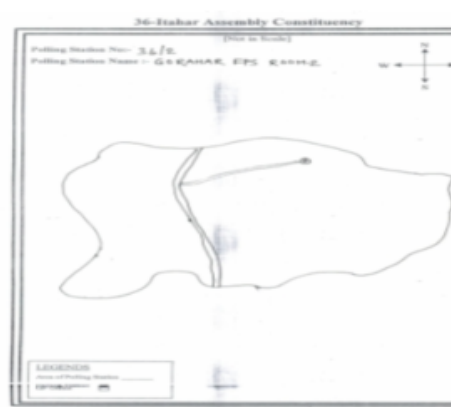 36-Itahar Assembly Constituency
[Not in Scale]
Polling Station No:- 36/2
Polling Station Name :- GORAHAR FPS ROOM-2
N
W
S
LEGENDS
Area of Polling Station